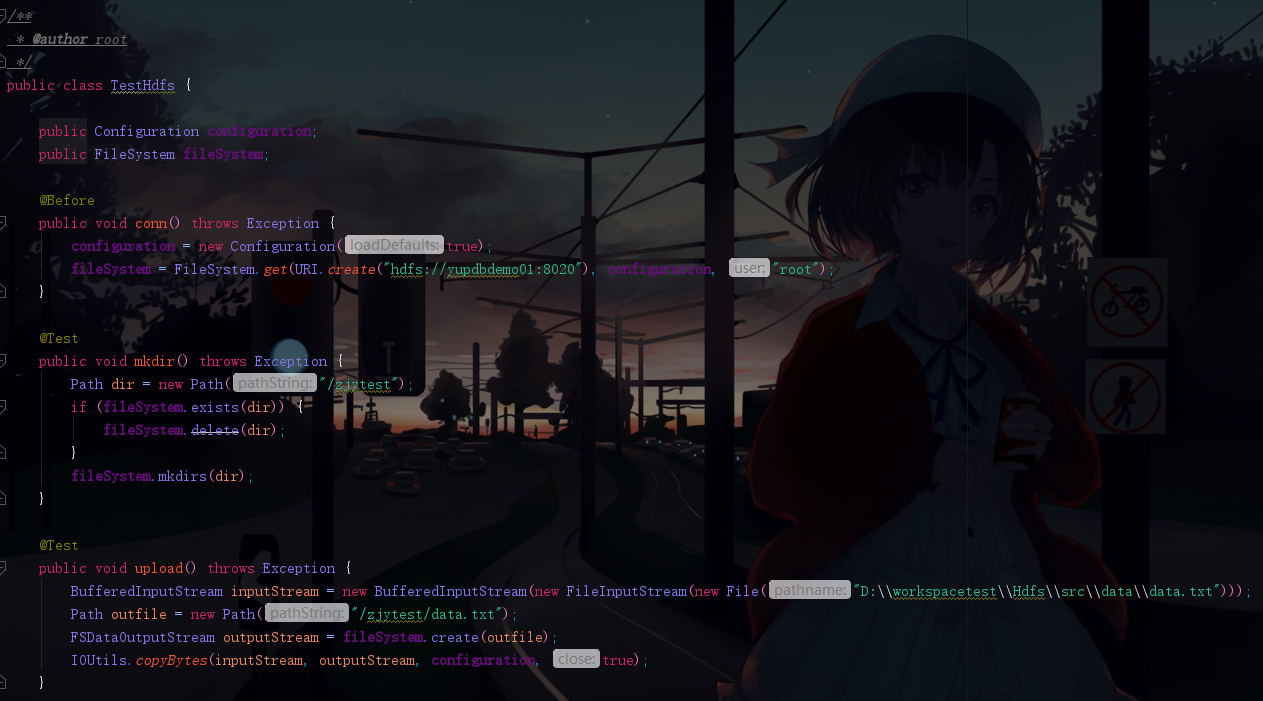 /**
 * @author root
 */
public class TestHdfs {
public Configuration configuration;
public FileSystem fileSystem;
@Before
public void conn() throws Exception {
configuration = new Configuration( loadDefaults: true);
fileSystem = FileSystem.get(URI.create("hdfs://yupdbdemo01:8020"), configuration, user: "root");
}
@Test
public void mkdir() throws Exception {
Path dir = new Path( pathString: "/zjytest");
if (fileSystem.exists(dir)) {
fileSystem.delete(dir);
}
fileSystem.mkdirs(dir);
}
@Test
public void upload() throws Exception {
BufferedInputStream inputStream = new BufferedInputStream(new FileInputStream(new File( pathname: "D:\\workspacetest\\Hdfs\\src\\data\\data.txt")));
Path outfile = new Path( pathString: "/zjytest/data.txt");
FSDataOutputStream outputStream = fileSystem.create(outfile);
IOUtils.copyBytes(inputStream, outputStream, configuration, close: true);
}